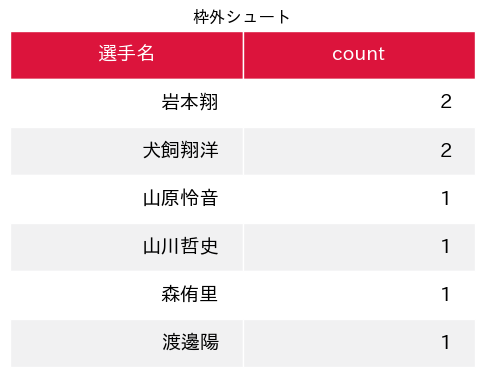 枠外シュート
選手名 count
岩本翔 2
犬飼翔洋 2
山原怜音 1
山川哲史 1
森侑里 1
渡邊陽 1